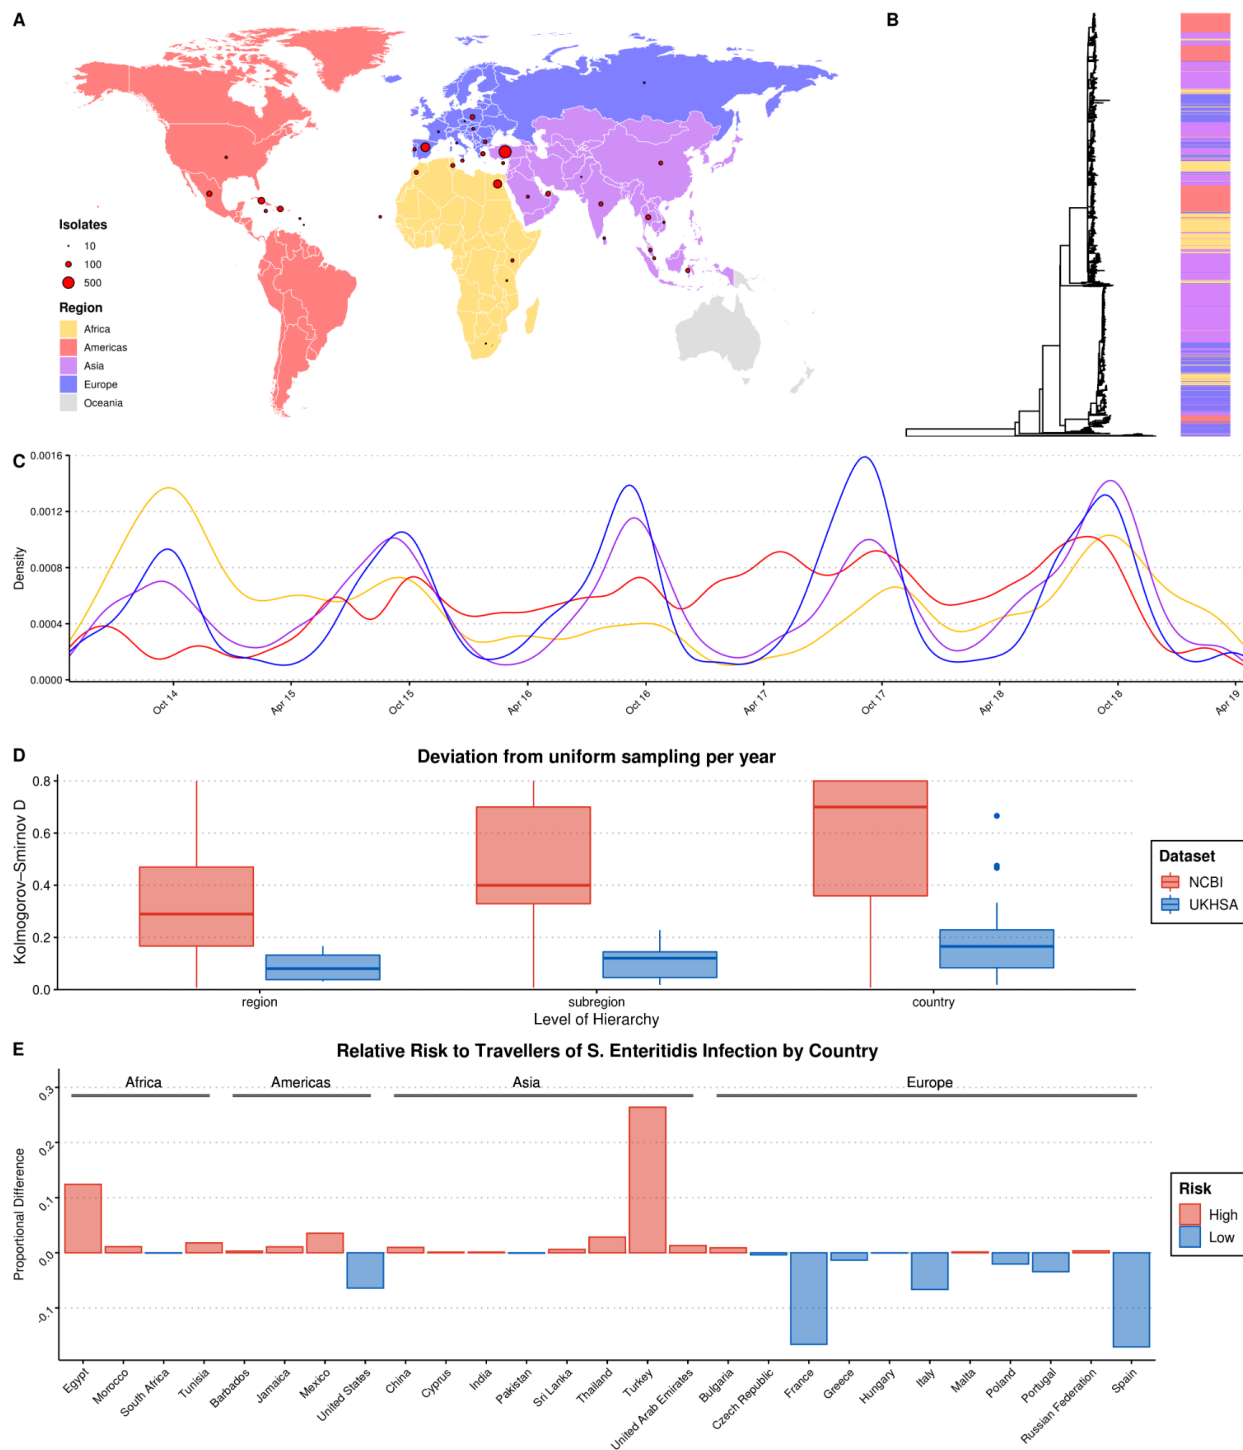 A
B
Isolates
10
100
500
Region
Africa
Americas
Asia
Europe
Oceania
C
0.0016
0.0012
0.0008
0.0004
0.0000
Density
Oct 14
Apr 15
Oct 15
Apr 16
Oct 16
Apr 17
Oct 17
Apr 18
Oct 18
Apr 19
D
Deviation from uniform sampling per year
0.8
0.6
0.4
0.2
0.0
Kolmogorov–Smirnov D
region
subregion
country
Level of Hierarchy
Dataset
NCBI
UKHSA
E
Relative Risk to Travellers of S. Enteritidis Infection by Country
Africa
Americas
Asia
Europe
0.3
0.2
0.1
0.0
-0.1
Proportional Difference
Risk
High
Low
Egypt
Morocco
South Africa
Tunisia
Barbados
Jamaica
Mexico
United States
China
Cyprus
India
Pakistan
Sri Lanka
Thailand
Turkey
United Arab Emirates
Bulgaria
Czech Republic
France
Greece
Hungary
Italy
Malta
Poland
Portugal
Russian Federation
Spain